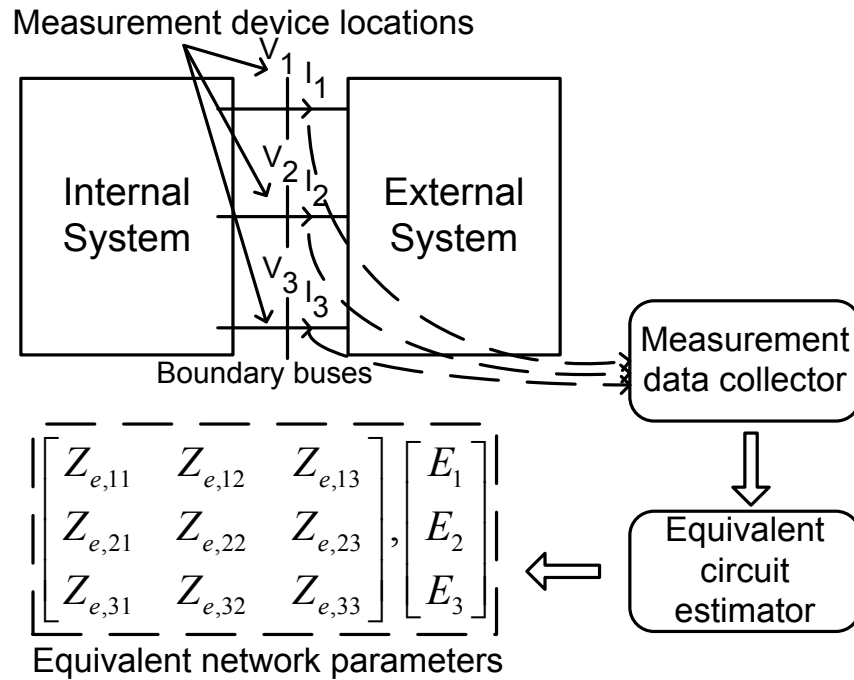 Measurement device locations
V1
I1
V2
I2
V3
I3
Internal
System
External
System
Boundary buses
Measurement
data collector
Equivalent
circuit
estimator
[Ze,11 Ze,12 Ze,13] [E1]
[Ze,21 Ze,22 Ze,23] , [E2]
[Ze,31 Ze,32 Ze,33] [E3]
Equivalent network parameters